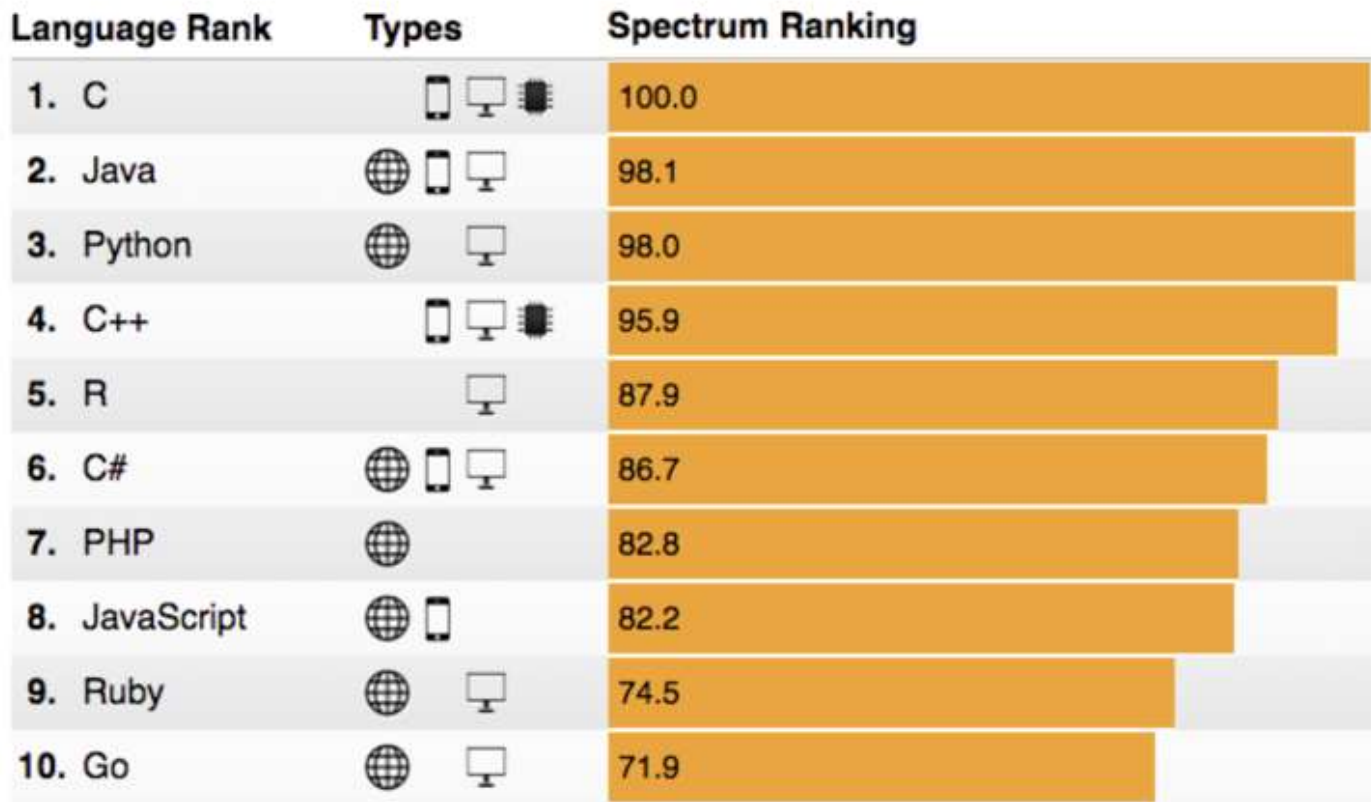 Language Rank Types Spectrum Ranking
1. C 100.0
2. Java 98.1
3. Python 98.0
4. C++ 95.9
5. R 87.9
6. C# 86.7
7. PHP 82.8
8. JavaScript 82.2
9. Ruby 74.5
10. Go 71.9